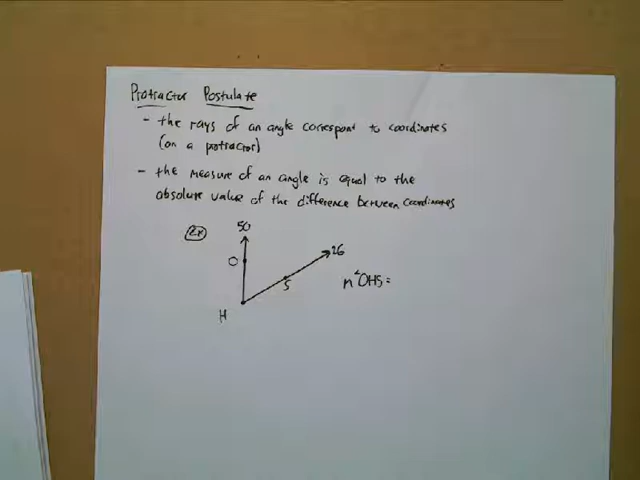 Protractor Postulate
- the rays of an angle correspont to coordinates
(on a protractor)
- the measure of an angle is equal to the
absolute value of the difference between coordinates
Ex
50
26
O
S
m∠OHS=
H